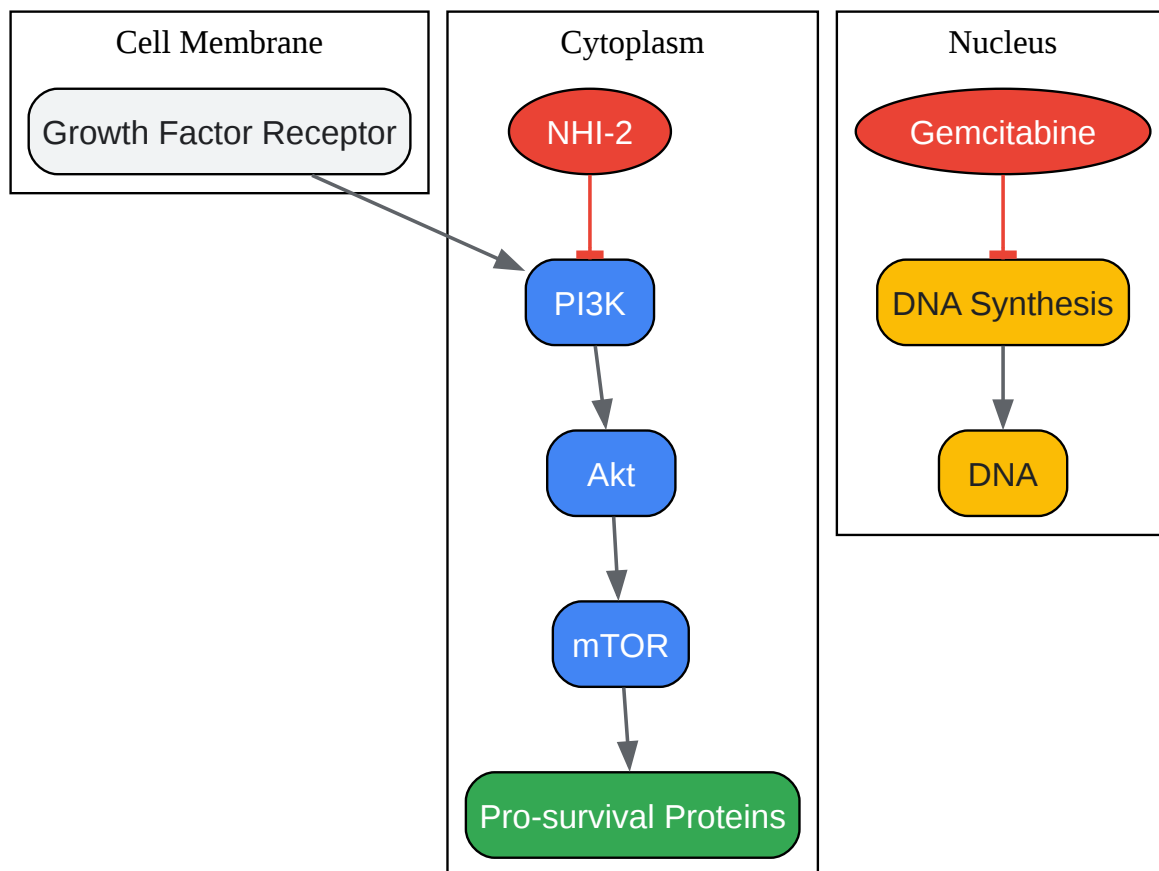 Cell Membrane
Growth Factor Receptor
Cytoplasm
NHI-2
PI3K
Akt
mTOR
Pro-survival Proteins
Nucleus
Gemcitabine
DNA Synthesis
DNA